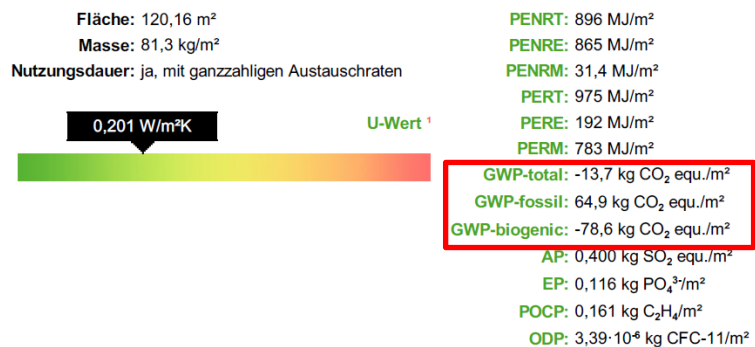 Fläche: 120,16 m²
Masse: 81,3 kg/m²
Nutzungsdauer: ja, mit ganzzahligen Austauschraten
0,201 W/m²K
U-Wert ¹
PENRT: 896 MJ/m²
PENRE: 865 MJ/m²
PENRM: 31,4 MJ/m²
PERT: 975 MJ/m²
PERE: 192 MJ/m²
PERM: 783 MJ/m²
GWP-total: -13,7 kg CO₂ equ./m²
GWP-fossil: 64,9 kg CO₂ equ./m²
GWP-biogenic: -78,6 kg CO₂ equ./m²
AP: 0,400 kg SO₂ equ./m²
EP: 0,116 kg PO₄³⁻/m²
POCP: 0,161 kg C₂H₄/m²
ODP: 3,39·10⁻⁶ kg CFC-11/m²